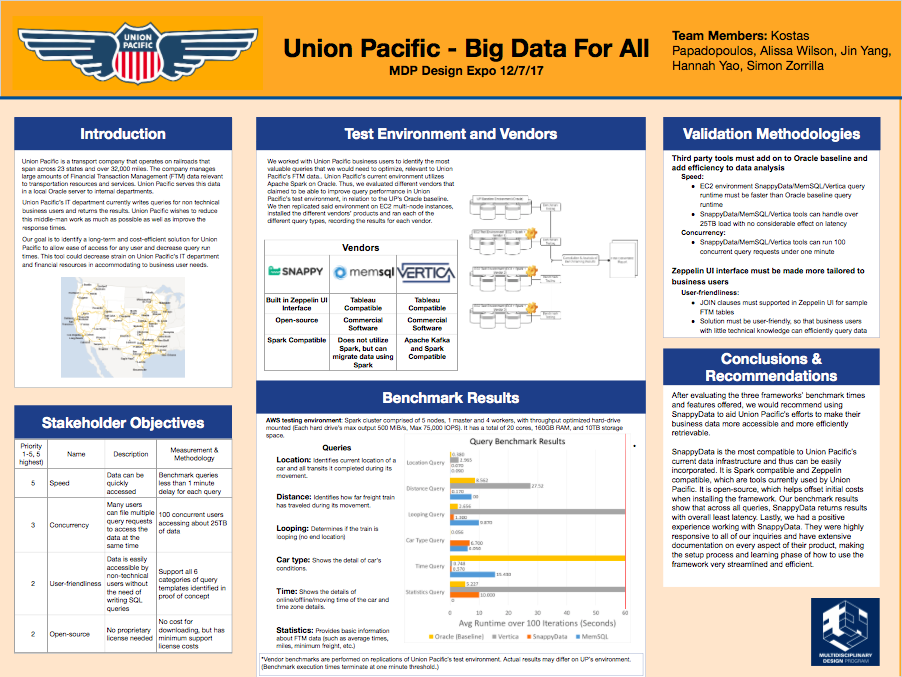 UNION
PACIFIC
Union Pacific - Big Data For All
MDP Design Expo 12/7/17
Team Members: Kostas
Papadopoulos, Alissa Wilson, Jin Yang,
Hannah Yao, Simon Zorrilla
Introduction
Union Pacific is a transport company that operates on railroads that
span across 23 states and over 32,000 miles. The company manages
large amounts of Financial Transaction Management (FTM) data relevant
to transportation resources and services. Union Pacific serves this data
a local Oracle server to internal departments.
Union Pacific's IT department currently writes queries for non technical
business users and returns the results. Union Pacific wishes to reduce
this middle-man work as much as possible as well as improve the
response times.
Our goal is to identify a long-term and cost-efficient solution for Union
Pacific to allow ease of access for any user and decrease query run
times. This tool could decrease strain on Union Pacific's IT department
and financial resources in accommodating to business user needs.
Stakeholder Objectives
Priority
1-5, 5
highest)
Name
Description
Measurement &
Methodology
5
Speed
Data can be
quickly
accessed
Benchmark queries
less than 1 minute
delay for each query
3
Concurrency
Many users
can file multiple
query requests
to access the
data at the
same time
100 concurrent users
accessing about 25TB
of data
2
User-friendliness
Data is easily
accessible by
non-technical
users without
the need of
writing SQL
queries
Support all 6
categories of query
templates identified in
proof of concept
2
Open-source
No proprietary
license needed
No cost for
downloading, but has
minimum support
license costs
Test Environment and Vendors
We worked with Union Pacific business users to identify the most
valuable queries that we would need to optimize, relevant to Union
Pacific's FTM data.. Union Pacific's current environment utilizes
Apache Spark on Oracle. Thus, we evaluated different vendors that
claimed to be able to improve query performance in Union
Pacific's test environment, in relation to the UP's Oracle baseline.
We then replicated said environment on EC2 multi-node instances,
installed the different vendors' products and ran each of the
different query types, recording the results for each vendor.
Vendors
SNAPPY
memsql
VERTICA
Built in Zeppelin UI
Interface
Tableau
Compatible
Tableau
Compatible
Open-source
Commercial
Software
Commercial
Software
Spark Compatible
Does not utilize
Spark, but can
migrate data using
Spark
Apache Kafka
and Spark
Compatible
Benchmark Results
AWS testing environment: Spark cluster comprised of 5 nodes, 1 master and 4 workers, with throughput optimized hard-drive
mounted (Each hard drive's max output 500 MiB/s, Max 75,000 IOPS). It has a total of 20 cores, 160GB RAM, and 10TB storage
space.
Queries
Location: Identifies current location of a
car and all transits it completed during its
movement.
Distance: Identifies how far freight train
has traveled during its movement.
Looping: Determines if the train is
looping (no end location)
Car type: Shows the detail of car's
conditions.
Time: Shows the details of
online/offline/moving time of the car and
time zone details.
Statistics: Provides basic information
about FTM data (such as average times,
miles, minimum freight, etc.)
Query Benchmark Results
Location Query
Distance Query
8.562
27.52
Looping Query
Car Type Query
6.700
Time Query
Statistics Query
5.227
10.000
0 10 20 30 40 50 60
Avg Runtime over 100 Iterations (Seconds)
Oracle (Baseline) Vertica SnappyData MemSQL
*Vendor benchmarks are performed on replications of Union Pacific's test environment. Actual results may differ on UP's environment.
(Benchmark execution times terminate at one minute threshold.)
Validation Methodologies
Third party tools must add on to Oracle baseline and
add efficiency to data analysis
Speed:
● EC2 environment SnappyData/MemSQL/Vertica query
runtime must be faster than Oracle baseline query
runtime
● SnappyData/MemSQL/Vertica tools can handle over
25TB load with no considerable effect on latency
Concurrency:
● SnappyData/MemSQL/Vertica tools can run 100
concurrent query requests under one minute
Zeppelin UI interface must be made more tailored to
business users
User-friendliness:
● JOIN clauses must supported in Zeppelin UI for sample
FTM tables
● Solution must be user-friendly, so that business users
with little technical knowledge can efficiently query data
Conclusions &
Recommendations
After evaluating the three frameworks' benchmark times
and features offered, we would recommend using
SnappyData to aid Union Pacific's efforts to make their
business data more accessible and more efficiently
retrievable.
SnappyData is the most compatible to Union Pacific's
current data infrastructure and thus can be easily
incorporated. It is Spark compatible and Zeppelin
compatible, which are tools currently used by Union
Pacific. It is open-source, which helps offset initial costs
when installing the framework. Our benchmark results
show that across all queries, SnappyData returns results
with overall least latency. Lastly, we had a positive
experience working with SnappyData. They were highly
responsive to all of our inquiries and have extensive
documentation on every aspect of their product, making
the setup process and learning phase of how to use the
framework very streamlined and efficient.
MULTIDISCIPLINARY
DESIGN PROGRAM